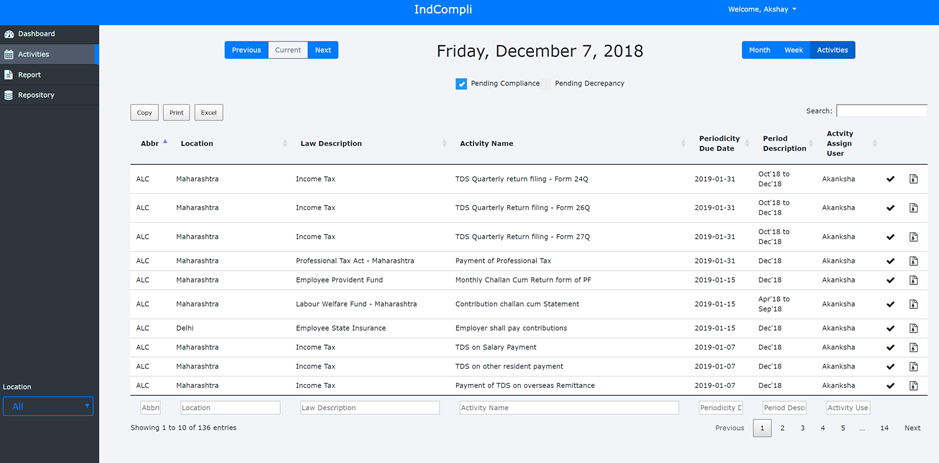 IndCompli
Welcome, Akshay
Dashboard
Activities
Report
Repository
Location
All
Previous Current Next
Friday, December 7, 2018
Month Week Activities
Pending Compliance Pending Decrepancy
Copy Print Excel
Search:
Abbr Location Law Description Activity Name Periodicity Due Date Period Description Actvity Assign User
ALC Maharashtra Income Tax TDS Quarterly return filing - Form 24Q 2019-01-31 Oct'18 to Dec'18 Akanksha
ALC Maharashtra Income Tax TDS Quarterly Return filing - Form 26Q 2019-01-31 Oct'18 to Dec'18 Akanksha
ALC Maharashtra Income Tax TDS Quarterly Return filing - Form 27Q 2019-01-31 Oct'18 to Dec'18 Akanksha
ALC Maharashtra Professional Tax Act - Maharashtra Payment of Professional Tax 2019-01-31 Dec'18 Akanksha
ALC Maharashtra Employee Provident Fund Monthly Challan Cum Return form of PF 2019-01-15 Dec'18 Akanksha
ALC Maharashtra Labour Welfare Fund - Maharashtra Contribution challan cum Statement 2019-01-15 Apr'18 to Sep'18 Akanksha
ALC Delhi Employee State Insurance Employer shall pay contributions 2019-01-15 Dec'18 Akanksha
ALC Maharashtra Income Tax TDS on Salary Payment 2019-01-07 Dec'18 Akanksha
ALC Maharashtra Income Tax TDS on other resident payment 2019-01-07 Dec'18 Akanksha
ALC Maharashtra Income Tax Payment of TDS on overseas Remittance 2019-01-07 Dec'18 Akanksha
Abbr Location Law Description Activity Name Periodicity D Period Descr Activity Use
Showing 1 to 10 of 136 entries
Previous 1 2 3 4 5 ... 14 Next